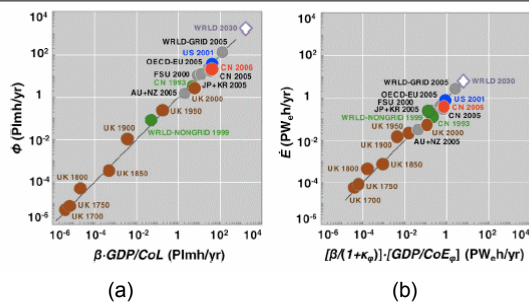 10⁴
10²
1
10⁻²
10⁻⁴
10⁻⁶
Φ (Plmh/yr)
WRLD 2030
WRLD-GRID 2005
US 2001
OECD-EU 2005
CN 2006
FSU 2000
CN 2005
CN 1993
JP+KR 2005
AU+NZ 2005
UK 2000
UK 1950
WRLD-NONGRID 1999
UK 1900
UK 1850
UK 1800
UK 1750
UK 1700
10⁻⁶ 10⁻⁴ 10⁻² 1 10² 10⁴
β·GDP/CoL (Plmh/yr)
(a)
10⁴
10²
1
10⁻²
10⁻⁴
10⁻⁶
Ė (PWₑh/yr)
WRLD 2030
WRLD-GRID 2005
OECD-EU 2005
US 2001
FSU 2000
JP+KR 2005
CN 2006
WRLD-NONGRID 1999
CN 2005
CN 1993
UK 1950
UK 2000
UK 1900
AU+NZ 2005
UK 1800
UK 1850
UK 1750
UK 1700
10⁻⁶ 10⁻⁴ 10⁻² 1 10² 10⁴
[β/(1+κφ)]·[GDP/CoEφ] (PWₑh/yr)
(b)